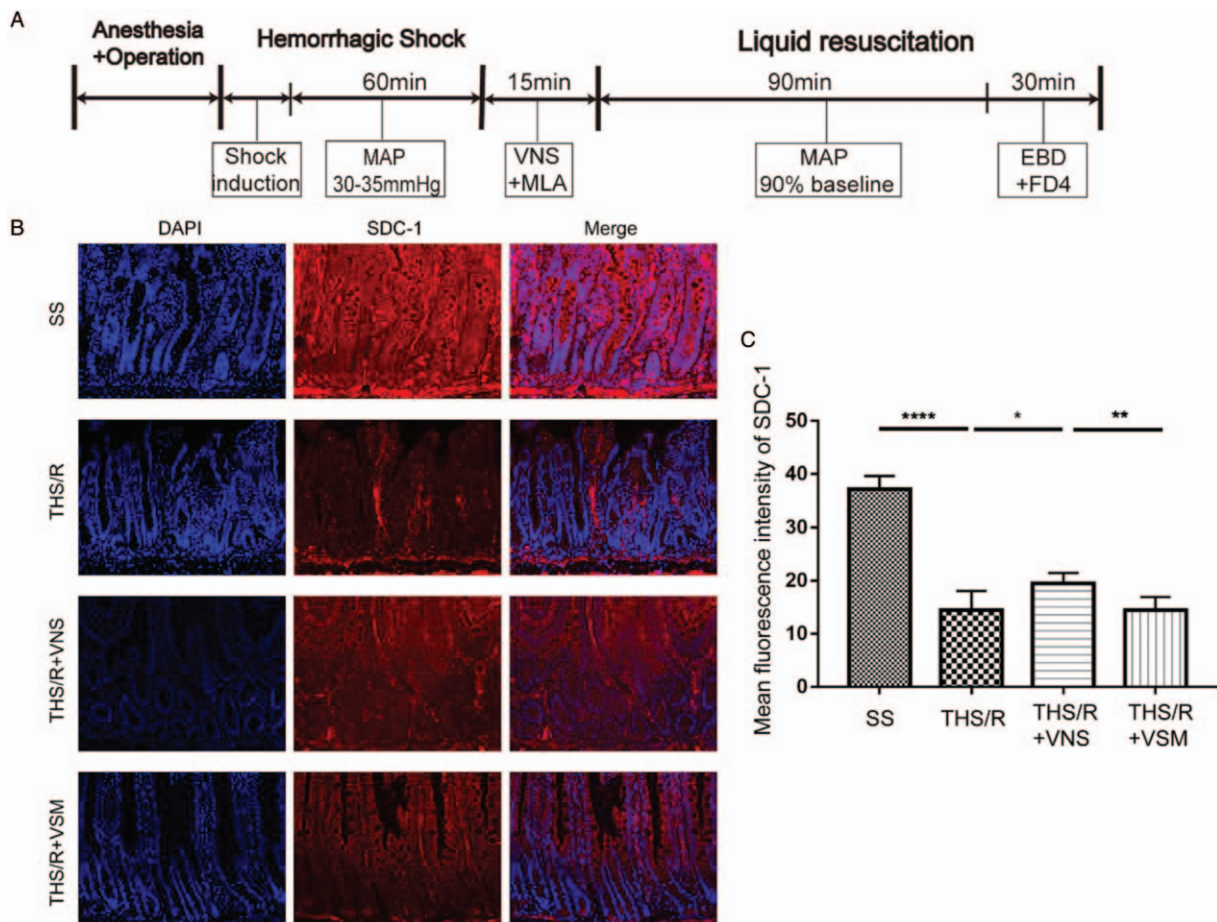 A
Anesthesia
+Operation
Hemorrhagic Shock
Liquid resuscitation
60min
15min
90min
30min
Shock
induction
MAP
30-35mmHg
VNS
+MLA
MAP
90% baseline
EBD
+FD4
B
DAPI
SDC-1
Merge
SS
THS/R
THS/R+VNS
THS/R+VSM
C
Mean fluorescence intensity of SDC-1
****
*
**
50
40
30
20
10
0
SS
THS/R
THS/R
+VNS
THS/R
+VSM